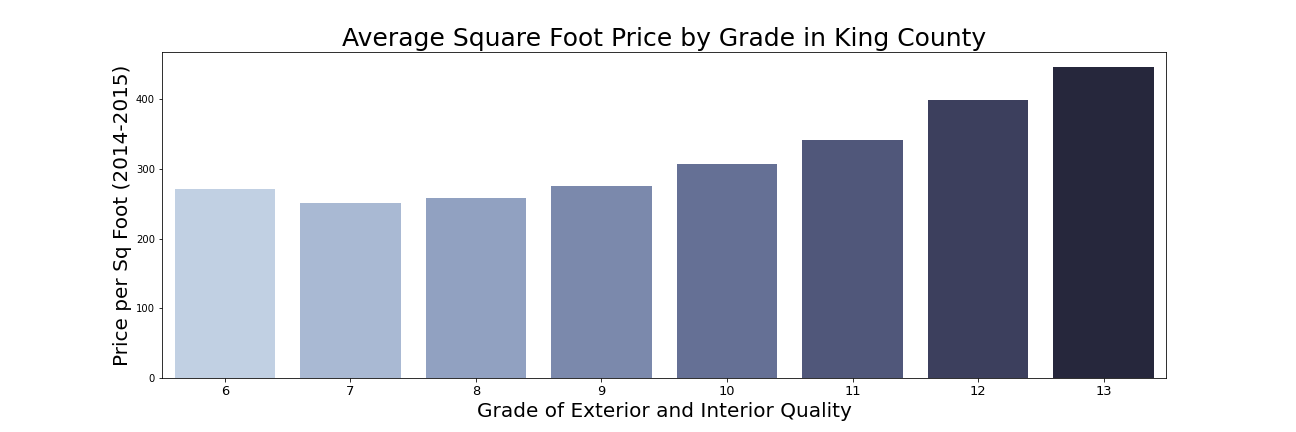 Average Square Foot Price by Grade in King County
Price per Sq Foot (2014-2015)
400
300
200
100
0
6 7 8 9 10 11 12 13
Grade of Exterior and Interior Quality